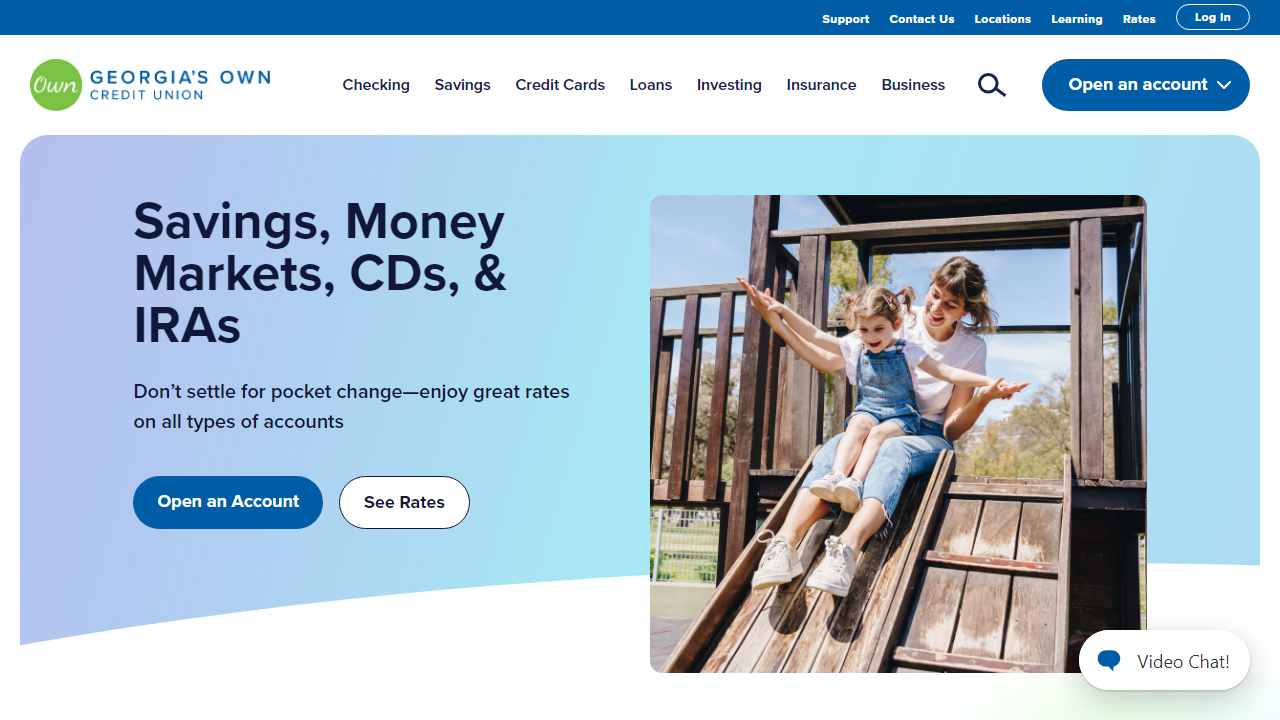 Support Contact Us Locations Learning Rates Log In
Own GEORGIA'S OWN
CREDIT UNION
Checking Savings Credit Cards Loans Investing Insurance Business Open an account
Savings, Money
Markets, CDs, &
IRAs
Don't settle for pocket change—enjoy great rates
on all types of accounts
Open an Account See Rates
Video Chat!